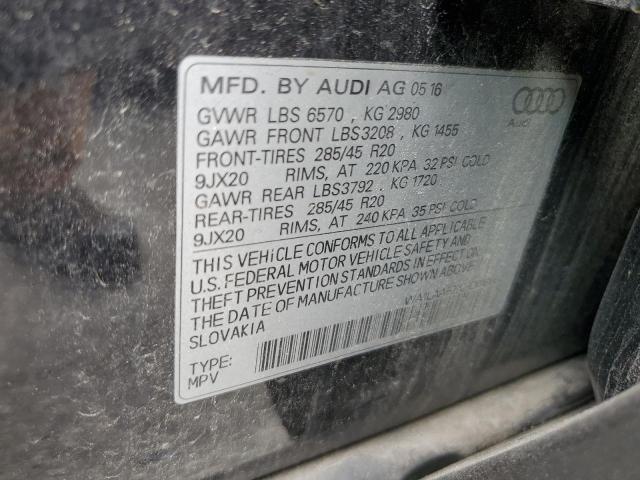 MFD. BY AUDI AG 05 16
GVWR LBS 6570 , KG 2980
GAWR FRONT LBS3208 , KG 1455
FRONT-TIRES 285/45 R20
9JX20 RIMS, AT 220 KPA 32 PSI COLD
GAWR REAR LBS3792 , KG 1720
REAR-TIRES 285/45 R20
9JX20 RIMS, AT 240 KPA 35 PSI COLD
Audi
THIS VEHICLE CONFORMS TO ALL APPLICABLE
U.S. FEDERAL MOTOR VEHICLE SAFETY AND
THEFT PREVENTION STANDARDS IN EFFECT ON
THE DATE OF MANUFACTURE SHOWN ABOVE
SLOVAKIA
TYPE:
MPV